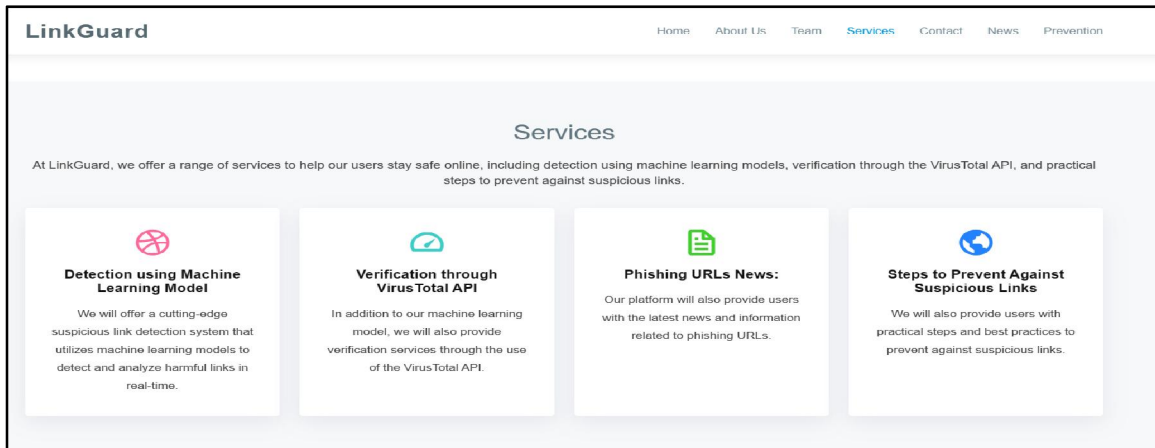 LinkGuard
Home About Us Team Services Contact News Prevention
Services
At LinkGuard, we offer a range of services to help our users stay safe online, including detection using machine learning models, verification through the VirusTotal API, and practical
steps to prevent against suspicious links.
Detection using Machine
Learning Model
We will offer a cutting-edge
suspicious link detection system that
utilizes machine learning models to
detect and analyze harmful links in
real-time.
Verification through
VirusTotal API
In addition to our machine learning
model, we will also provide
verification services through the use
of the VirusTotal API.
Phishing URLs News:
Our platform will also provide users
with the latest news and information
related to phishing URLs.
Steps to Prevent Against
Suspicious Links
We will also provide users with
practical steps and best practices to
prevent against suspicious links.